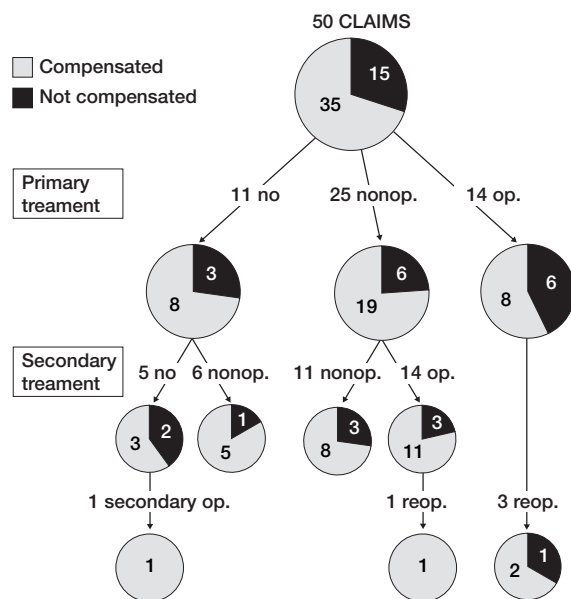 50 CLAIMS
Compensated
Not compensated
15
35
Primary
treament
11 no
25 nonop.
14 op.
3
8
6
19
6
8
Secondary
treament
5 no
6 nonop.
11 nonop.
14 op.
2
3
1
5
3
8
3
11
1 secondary op.
1 reop.
3 reop.
1
1
1
2